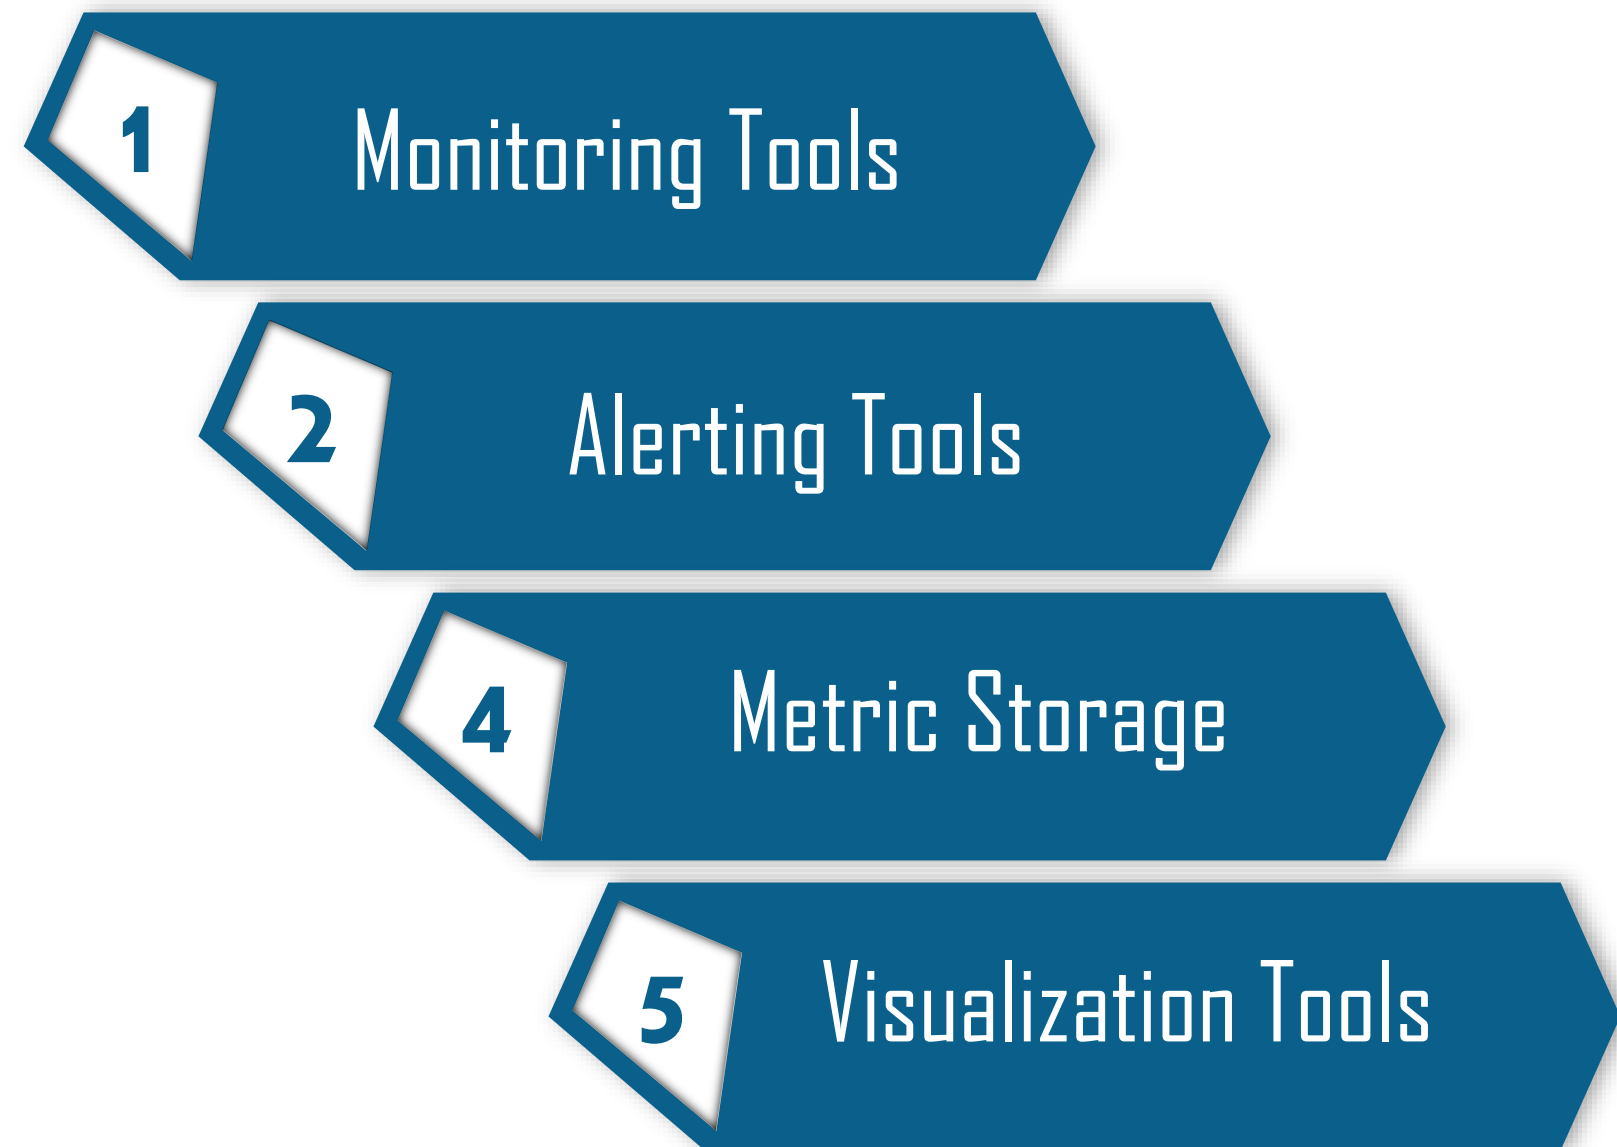 1
Monitoring Tools
2
Alerting Tools
4
Metric Storage
5
Visualization Tools